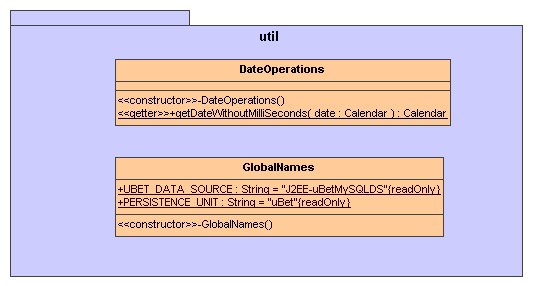 util
DateOperations
<<constructor>>-DateOperations()
<<getter>>+getDateWithoutMilliSeconds( date : Calendar ) : Calendar
GlobalNames
+UBET_DATA_SOURCE : String = "J2EE-uBetMySQLDS"{readOnly}
+PERSISTENCE_UNIT : String = "uBet"{readOnly}
<<constructor>>-GlobalNames()